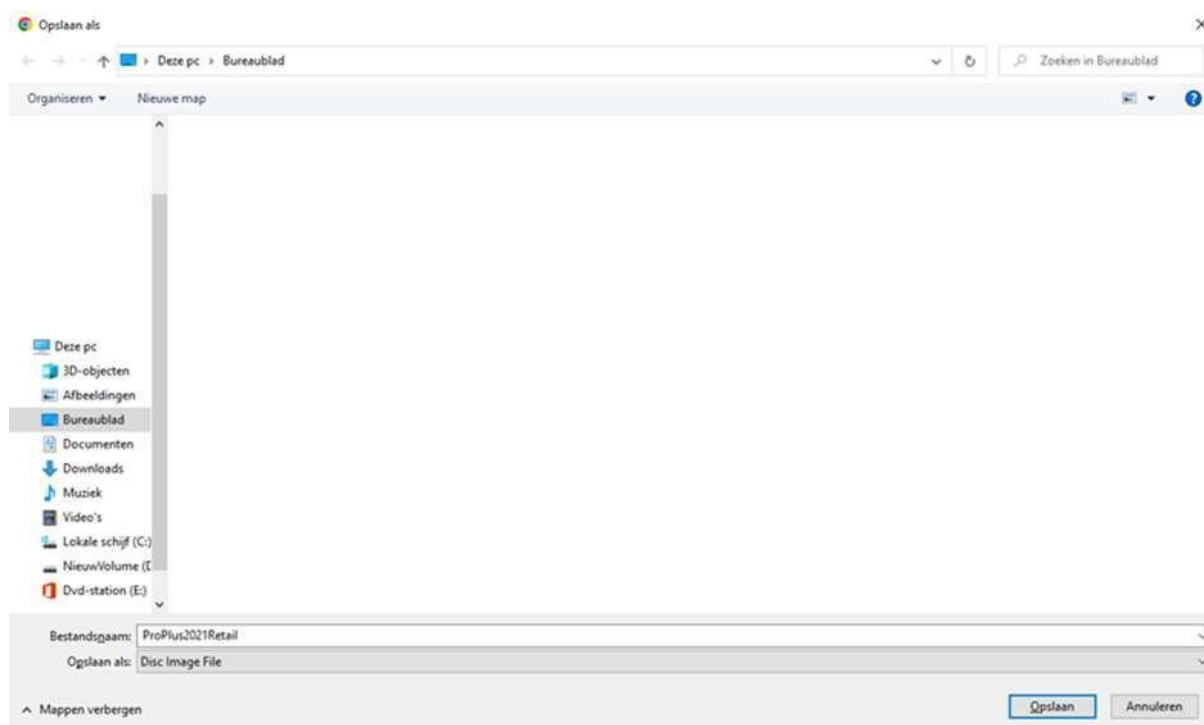 Opslaan als
Deze pc › Bureaublad
Zoeken in Bureaublad
Organiseren
Nieuwe map
Deze pc
3D-objecten
Afbeeldingen
Bureaublad
Documenten
Downloads
Muziek
Video's
Lokale schijf (C:)
NieuwVolume (D
Dvd-station (E:)
Bestandsnaam: ProPlus2021Retail
Opslaan als: Disc Image File
Mappen verbergen
Opslaan
Annuleren